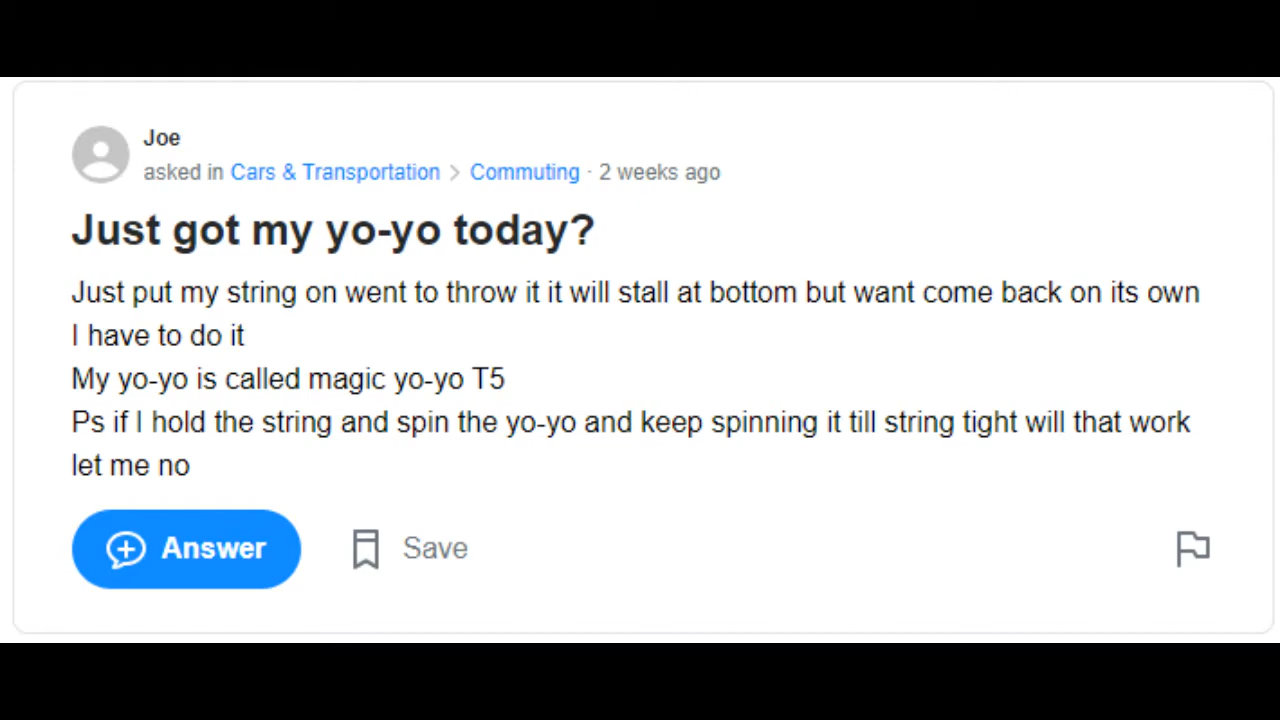 Joe
asked in Cars & Transportation > Commuting · 2 weeks ago
Just got my yo-yo today?
Just put my string on went to throw it it will stall at bottom but want come back on its own
I have to do it
My yo-yo is called magic yo-yo T5
Ps if I hold the string and spin the yo-yo and keep spinning it till string tight will that work
let me no
Answer Save